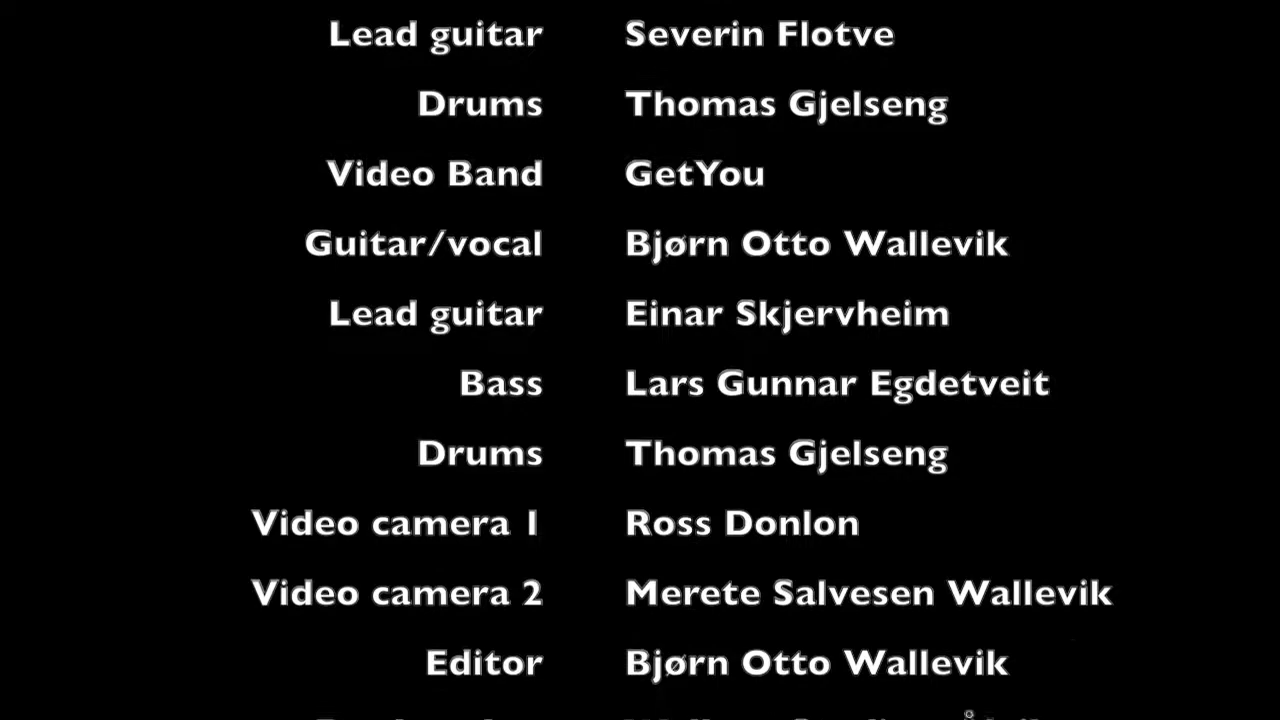 Lead guitar Severin Flotve
Drums Thomas Gjelseng
Video Band GetYou
Guitar/vocal Bjørn Otto Wallevik
Lead guitar Einar Skjervheim
Bass Lars Gunnar Egdetveit
Drums Thomas Gjelseng
Video camera 1 Ross Donlon
Video camera 2 Merete Salvesen Wallevik
Editor Bjørn Otto Wallevik